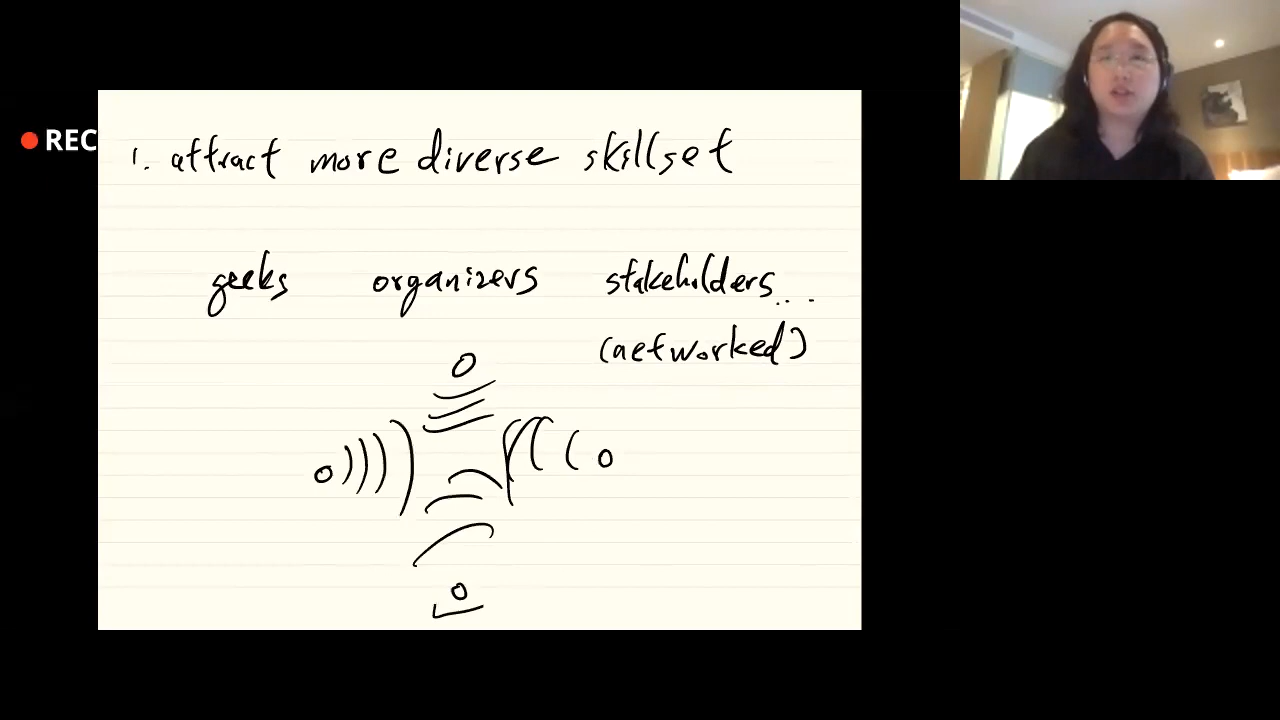 REC
1. attract more diverse skillset
geeks organizers stakeholders...
(networked)